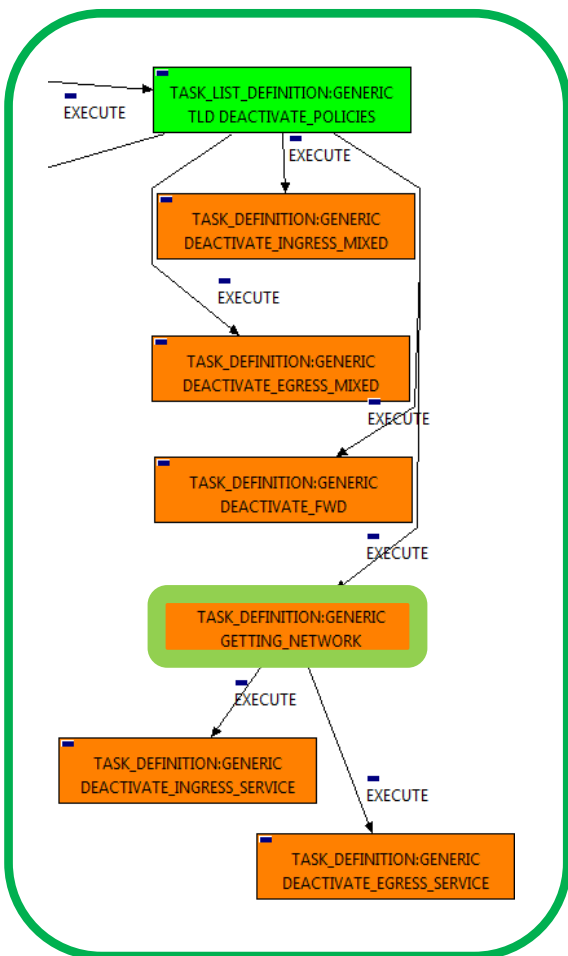 TASK_LIST_DEFINITION:GENERIC
TLD DEACTIVATE_POLICIES
EXECUTE
EXECUTE
TASK_DEFINITION:GENERIC
DEACTIVATE_INGRESS_MIXED
EXECUTE
TASK_DEFINITION:GENERIC
DEACTIVATE_EGRESS_MIXED
EXECUTE
TASK_DEFINITION:GENERIC
DEACTIVATE_FWD
EXECUTE
TASK_DEFINITION:GENERIC
GETTING_NETWORK
EXECUTE
TASK_DEFINITION:GENERIC
DEACTIVATE_INGRESS_SERVICE
EXECUTE
TASK_DEFINITION:GENERIC
DEACTIVATE_EGRESS_SERVICE